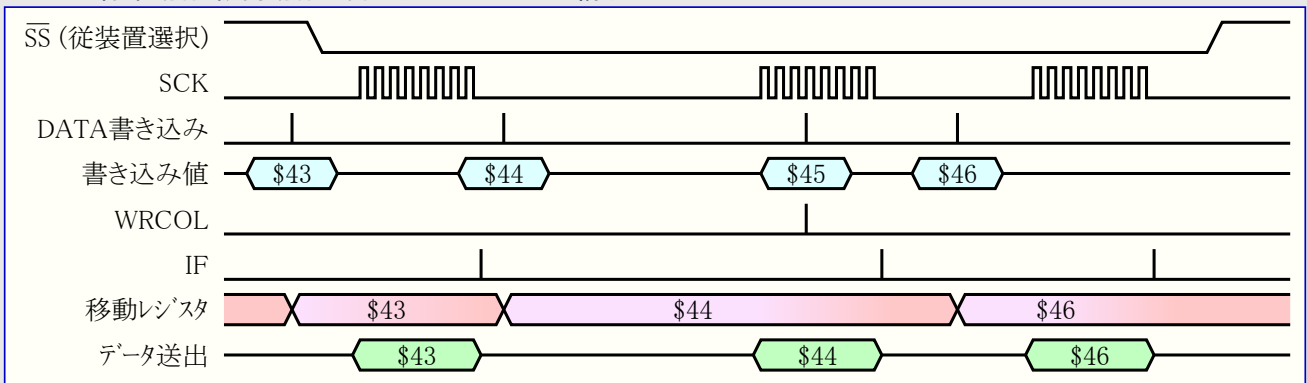 SS (従装置選択)
SCK
DATA書き込み
書き込み値 $43 $44 $45 $46
WRCOL
IF
移動レジスタ $43 $44 $46
データ送出 $43 $44 $46